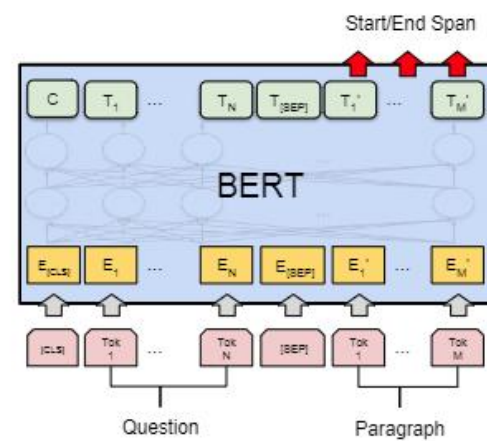 Start/End Span
C T1 ... TN T[SEP] T1' ... TM'
BERT
E[CLS] E1 ... EN E[SEP] E1' ... EM'
[CLS] Tok 1 ... Tok N [SEP] Tok 1 ... Tok M
Question Paragraph